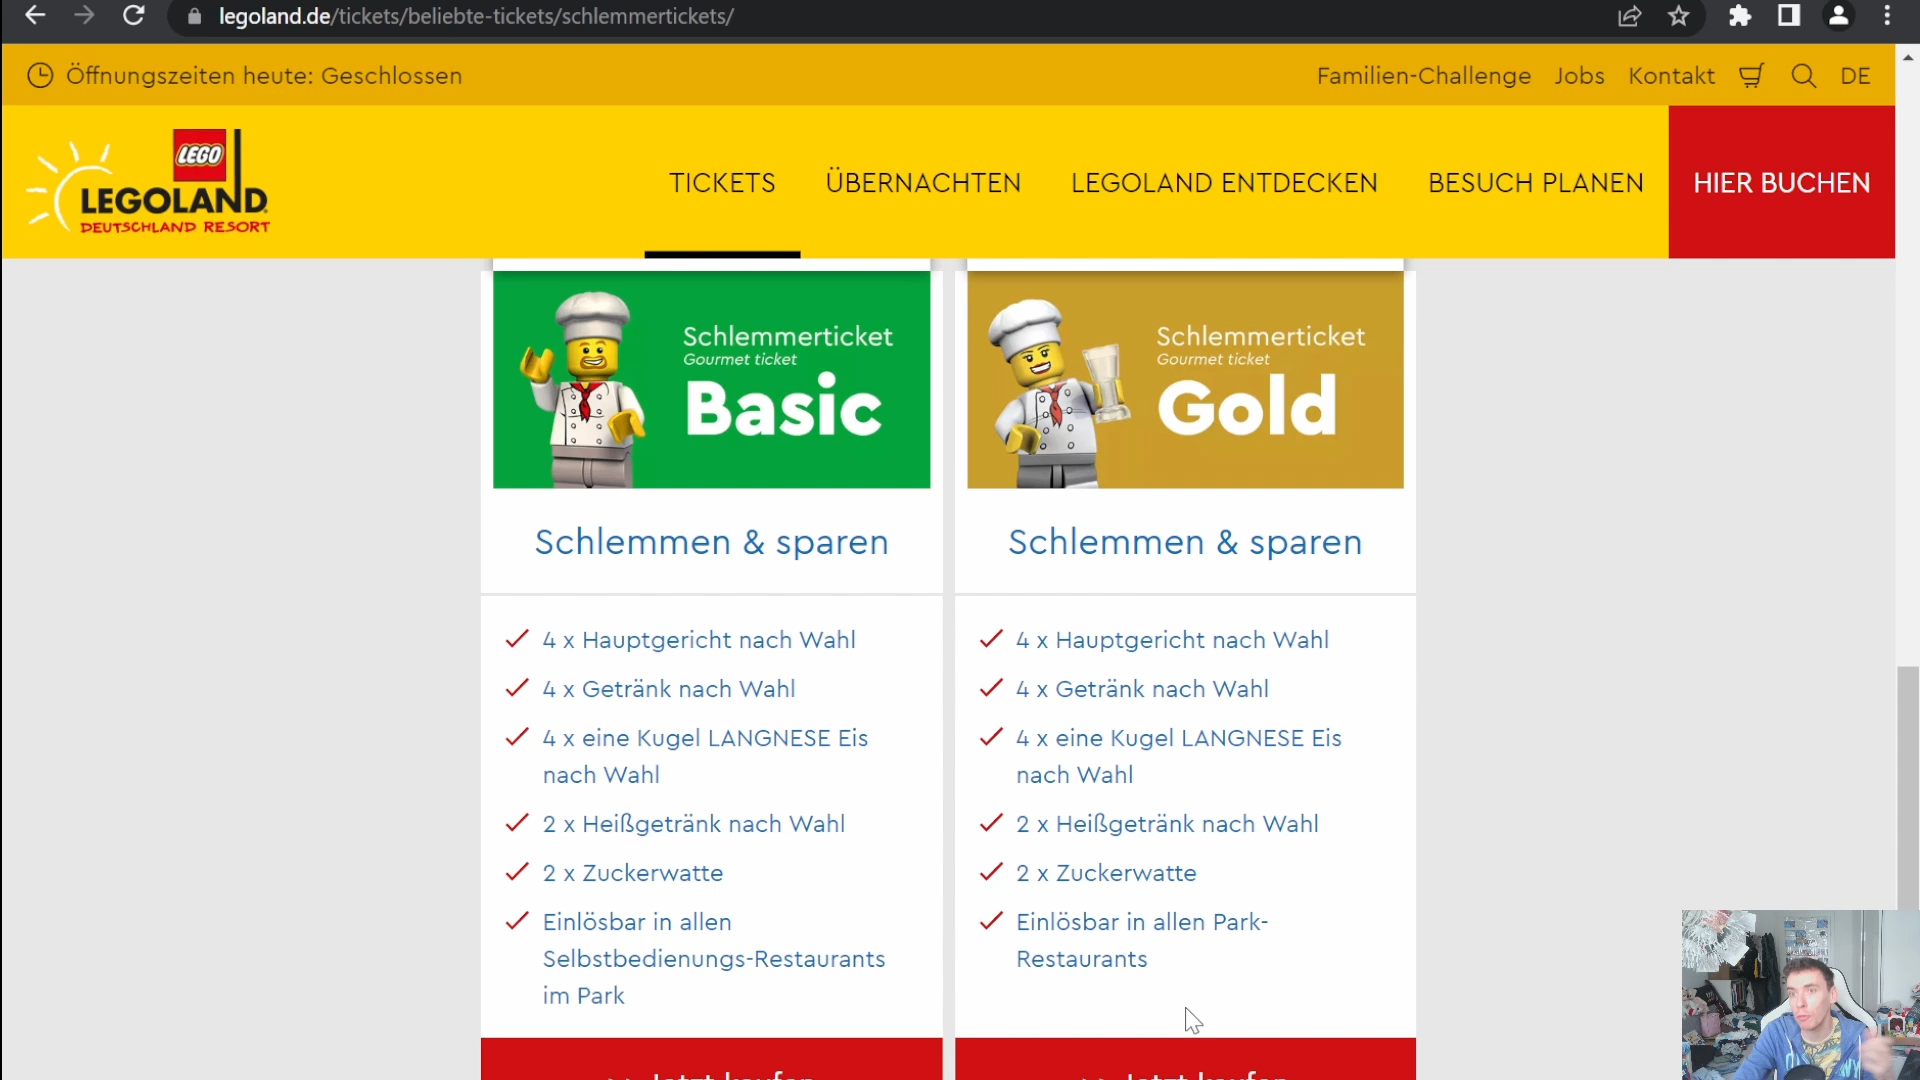 legoland.de/tickets/beliebte-tickets/schlemmertickets/
Öffnungszeiten heute: Geschlossen
Familien-Challenge
Jobs
Kontakt
DE
LEGO
LEGOLAND
DEUTSCHLAND RESORT
TICKETS
ÜBERNACHTEN
LEGOLAND ENTDECKEN
BESUCH PLANEN
HIER BUCHEN
Schlemmerticket
Gourmet ticket
Basic
Schlemmen & sparen
4 x Hauptgericht nach Wahl
4 x Getränk nach Wahl
4 x eine Kugel LANGNESE Eis
nach Wahl
2 x Heißgetränk nach Wahl
2 x Zuckerwatte
Einlösbar in allen
Selbstbedienungs-Restaurants
im Park
Jetzt kaufen
Schlemmerticket
Gourmet ticket
Gold
Schlemmen & sparen
4 x Hauptgericht nach Wahl
4 x Getränk nach Wahl
4 x eine Kugel LANGNESE Eis
nach Wahl
2 x Heißgetränk nach Wahl
2 x Zuckerwatte
Einlösbar in allen Park-
Restaurants
Jetzt kaufen